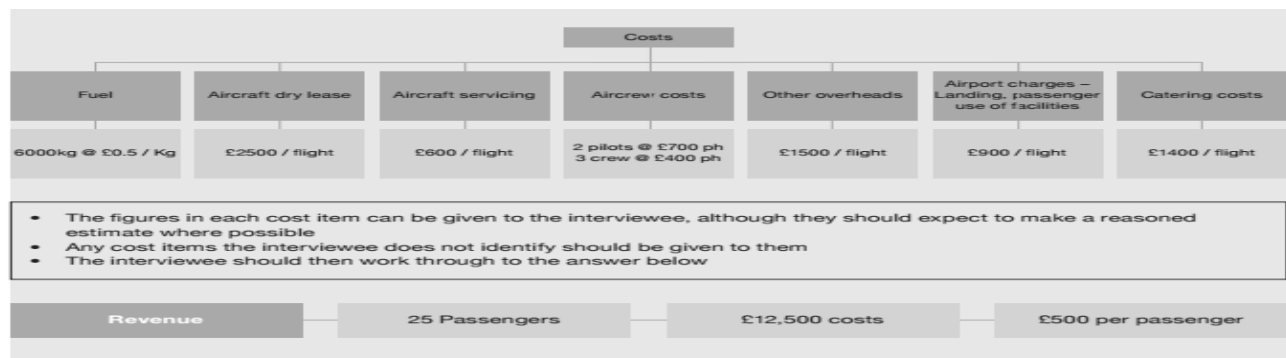 Costs
Fuel
Aircraft dry lease
Aircraft servicing
Aircrew costs
Other overheads
Airport charges –
Landing, passenger
use of facilities
Catering costs
6000kg @ £0.5 / Kg
£2500 / flight
£600 / flight
2 pilots @ £700 ph
3 crew @ £400 ph
£1500 / flight
£900 / flight
£1400 / flight
• The figures in each cost item can be given to the interviewee, although they should expect to make a reasoned
estimate where possible
• Any cost items the interviewee does not identify should be given to them
• The interviewee should then work through to the answer below
Revenue
25 Passengers
£12,500 costs
£500 per passenger